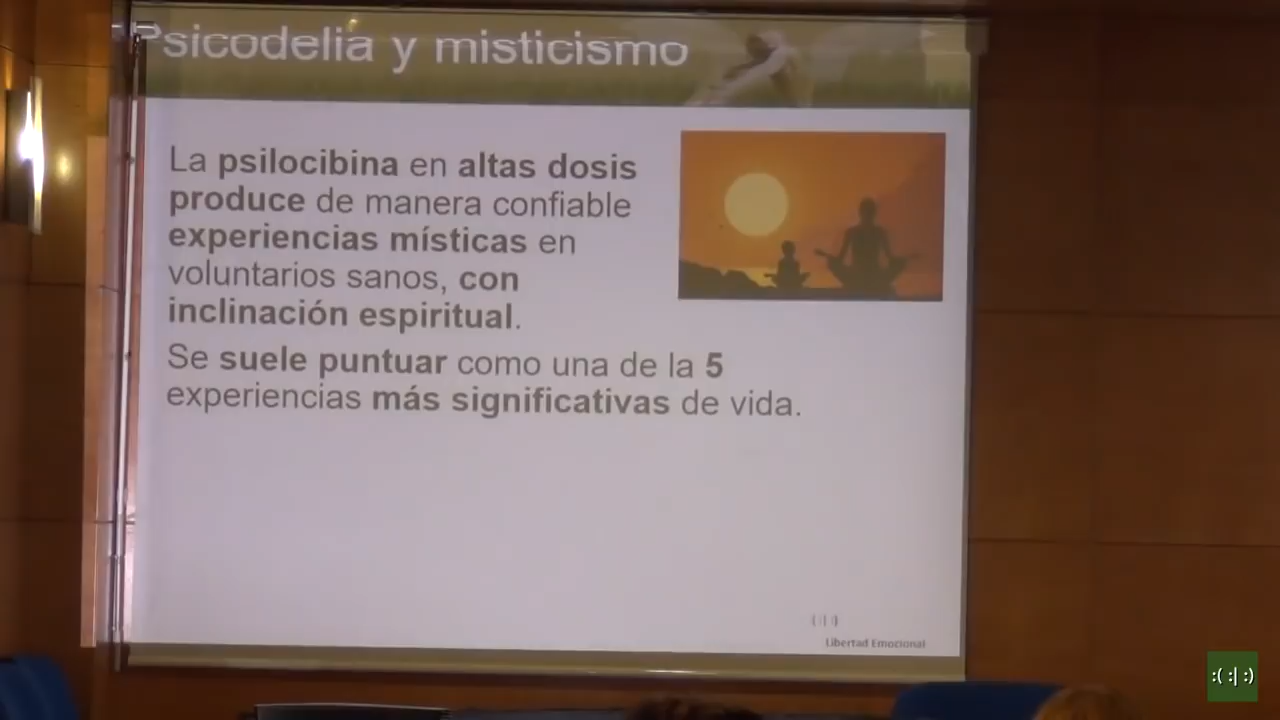 Psicodelia y misticismo
La psilocibina en altas dosis
produce de manera confiable
experiencias místicas en
voluntarios sanos, con
inclinación espiritual.
Se suele puntuar como una de la 5
experiencias más significativas de vida.
Libertad Emocional
:( :| :)